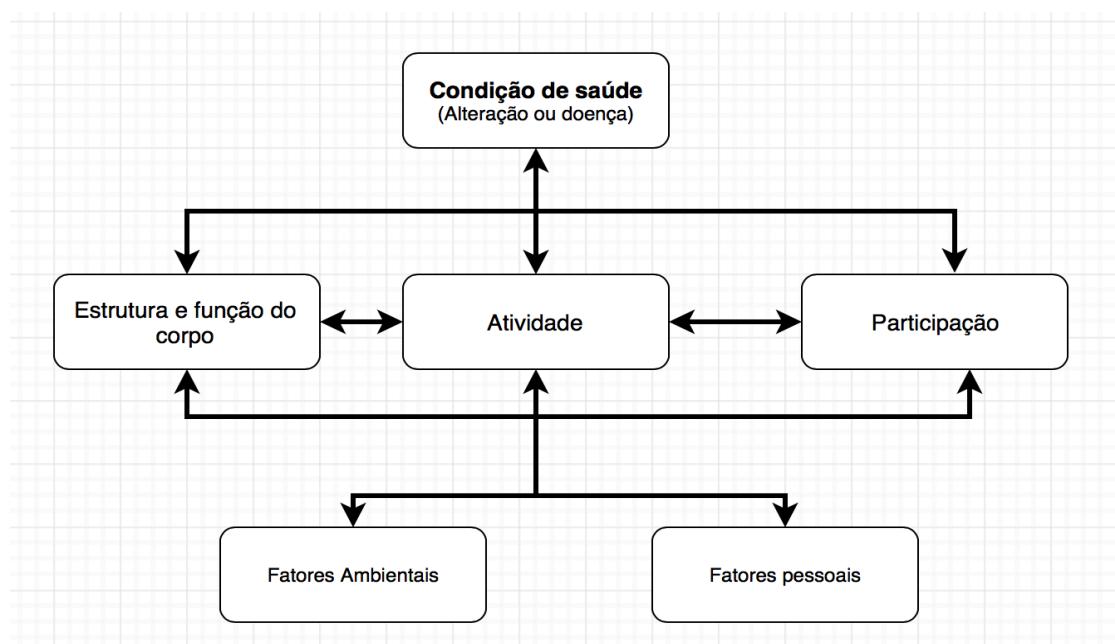 Condição de saúde
(Alteração ou doença)
Estrutura e função do
corpo
Atividade
Participação
Fatores Ambientais
Fatores pessoais